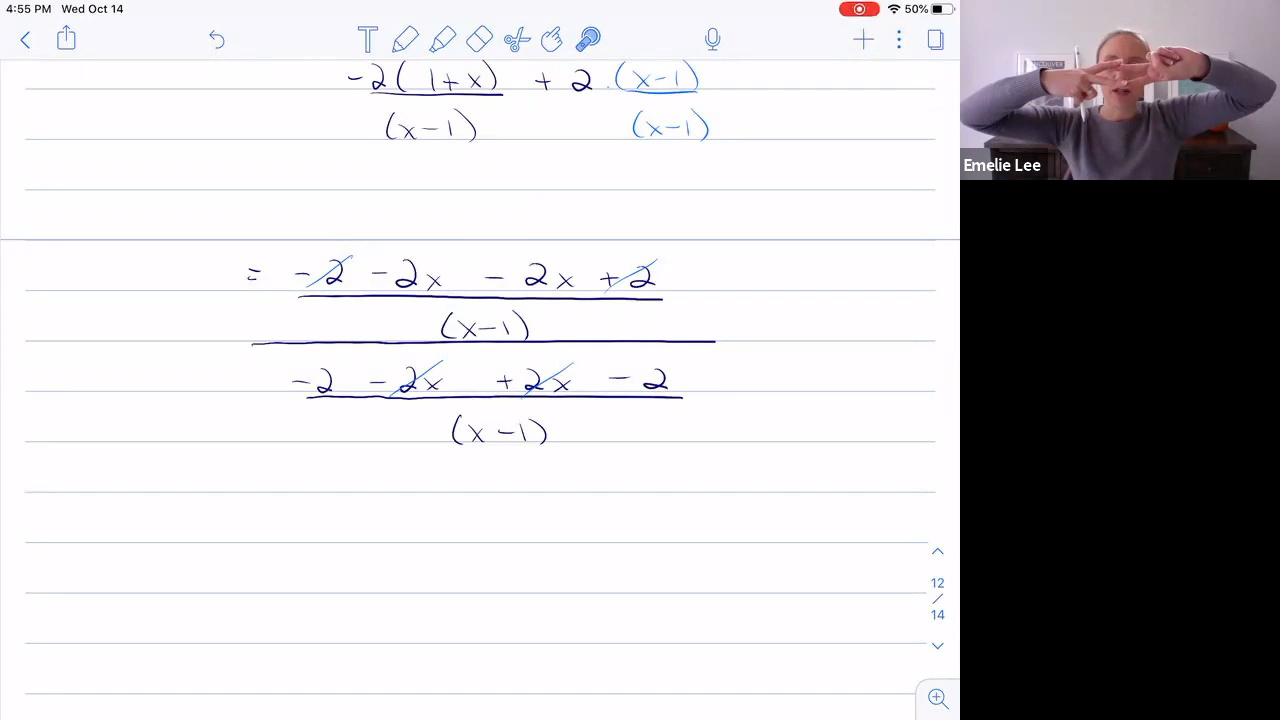 4:55 PM Wed Oct 14
50%
-2(1+x) + 2 · (x-1)
(x-1) (x-1)
= -2 -2x -2x +2
(x-1)
-2 -2x +2x -2
(x-1)
12
/
14
VANCOUVER
Emelie Lee